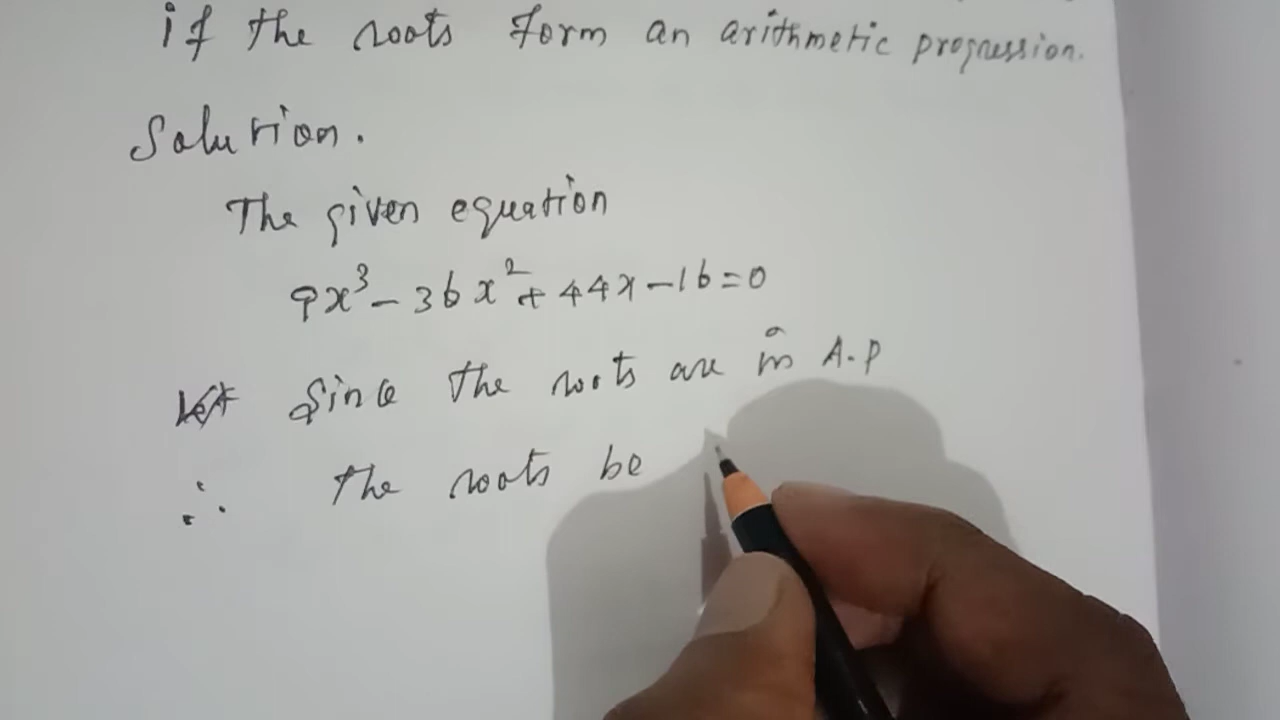 if the roots form an arithmetic progression.
Solution.
The given equation
9x³ - 36x² + 44x - 16 = 0
Since the roots are in A.P
∴ the roots be